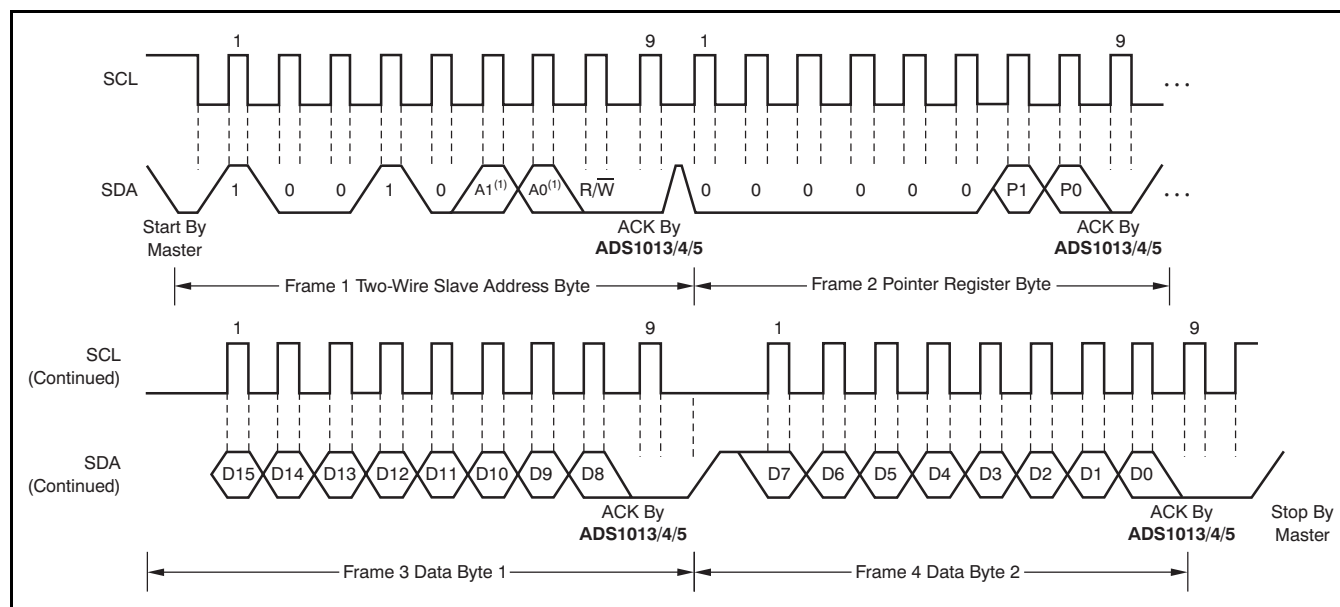 1 9 1 9
SCL ...
SDA 1 0 0 1 0 A1(1) A0(1) R/W̅ 0 0 0 0 0 0 P1 P0 ...
Start By Master
ACK By ADS1013/4/5
ACK By ADS1013/4/5
Frame 1 Two-Wire Slave Address Byte
Frame 2 Pointer Register Byte
1 9 1 9
SCL (Continued)
SDA (Continued) D15 D14 D13 D12 D11 D10 D9 D8 D7 D6 D5 D4 D3 D2 D1 D0
ACK By ADS1013/4/5
ACK By ADS1013/4/5
Stop By Master
Frame 3 Data Byte 1
Frame 4 Data Byte 2